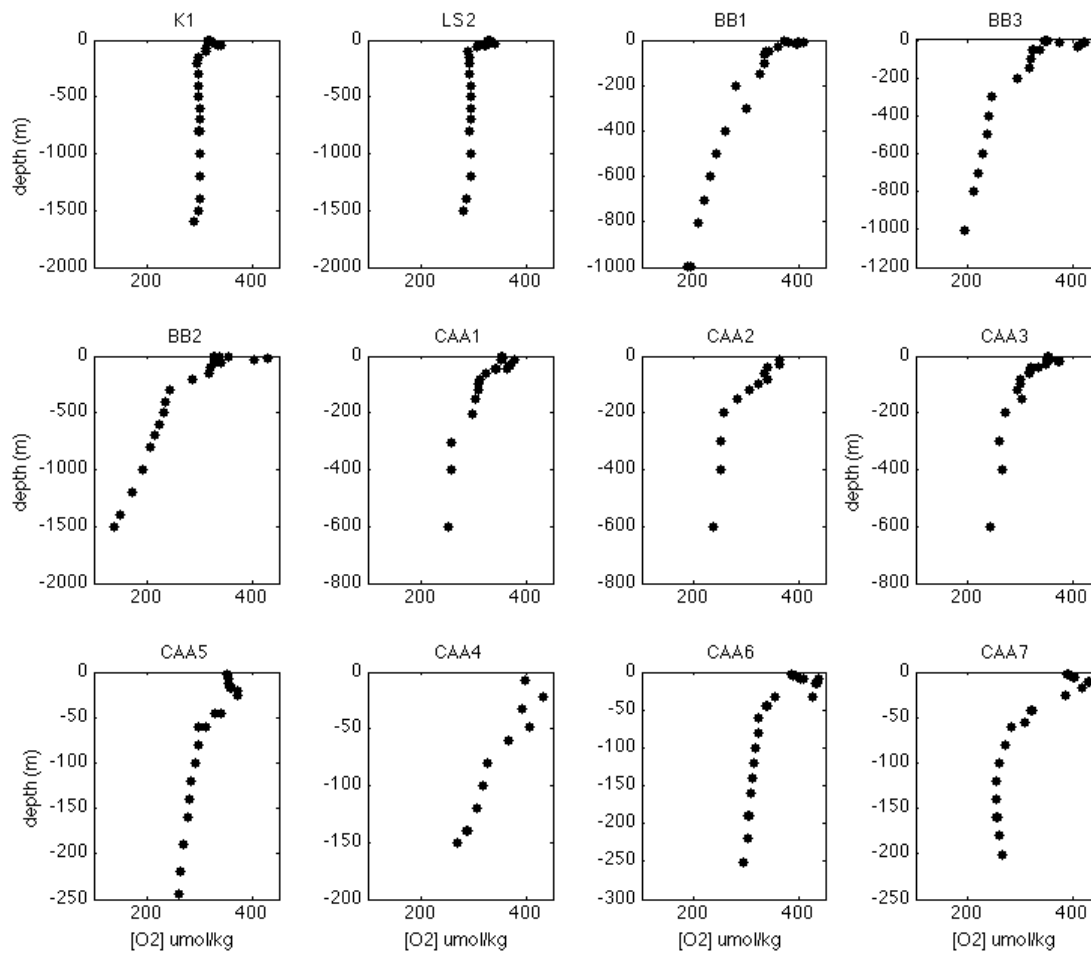 K1 LS2 BB1 BB3
0 0 0 0
-500 -500 -200 -200
-1000 -1000 -400 -400
-1500 -1500 -600 -600
-2000 -2000 -800 -800
-1000 -1000
-1200
depth (m)
200 400 200 400 200 400 200 400
BB2 CAA1 CAA2 CAA3
0 0 0 0
-500 -200 -200 -200
-1000 -400 -400 -400
-1500 -600 -600 -600
-2000 -800 -800 -800
depth (m) depth (m)
200 400 200 400 200 400 200 400
CAA5 CAA4 CAA6 CAA7
0 0 0 0
-50 -50 -50 -50
-100 -100 -100 -100
-150 -150 -150 -150
-200 -200 -200 -200
-250 -250 -250
-300
depth (m)
200 400 200 400 200 400 200 400
[O2] umol/kg [O2] umol/kg [O2] umol/kg [O2] umol/kg